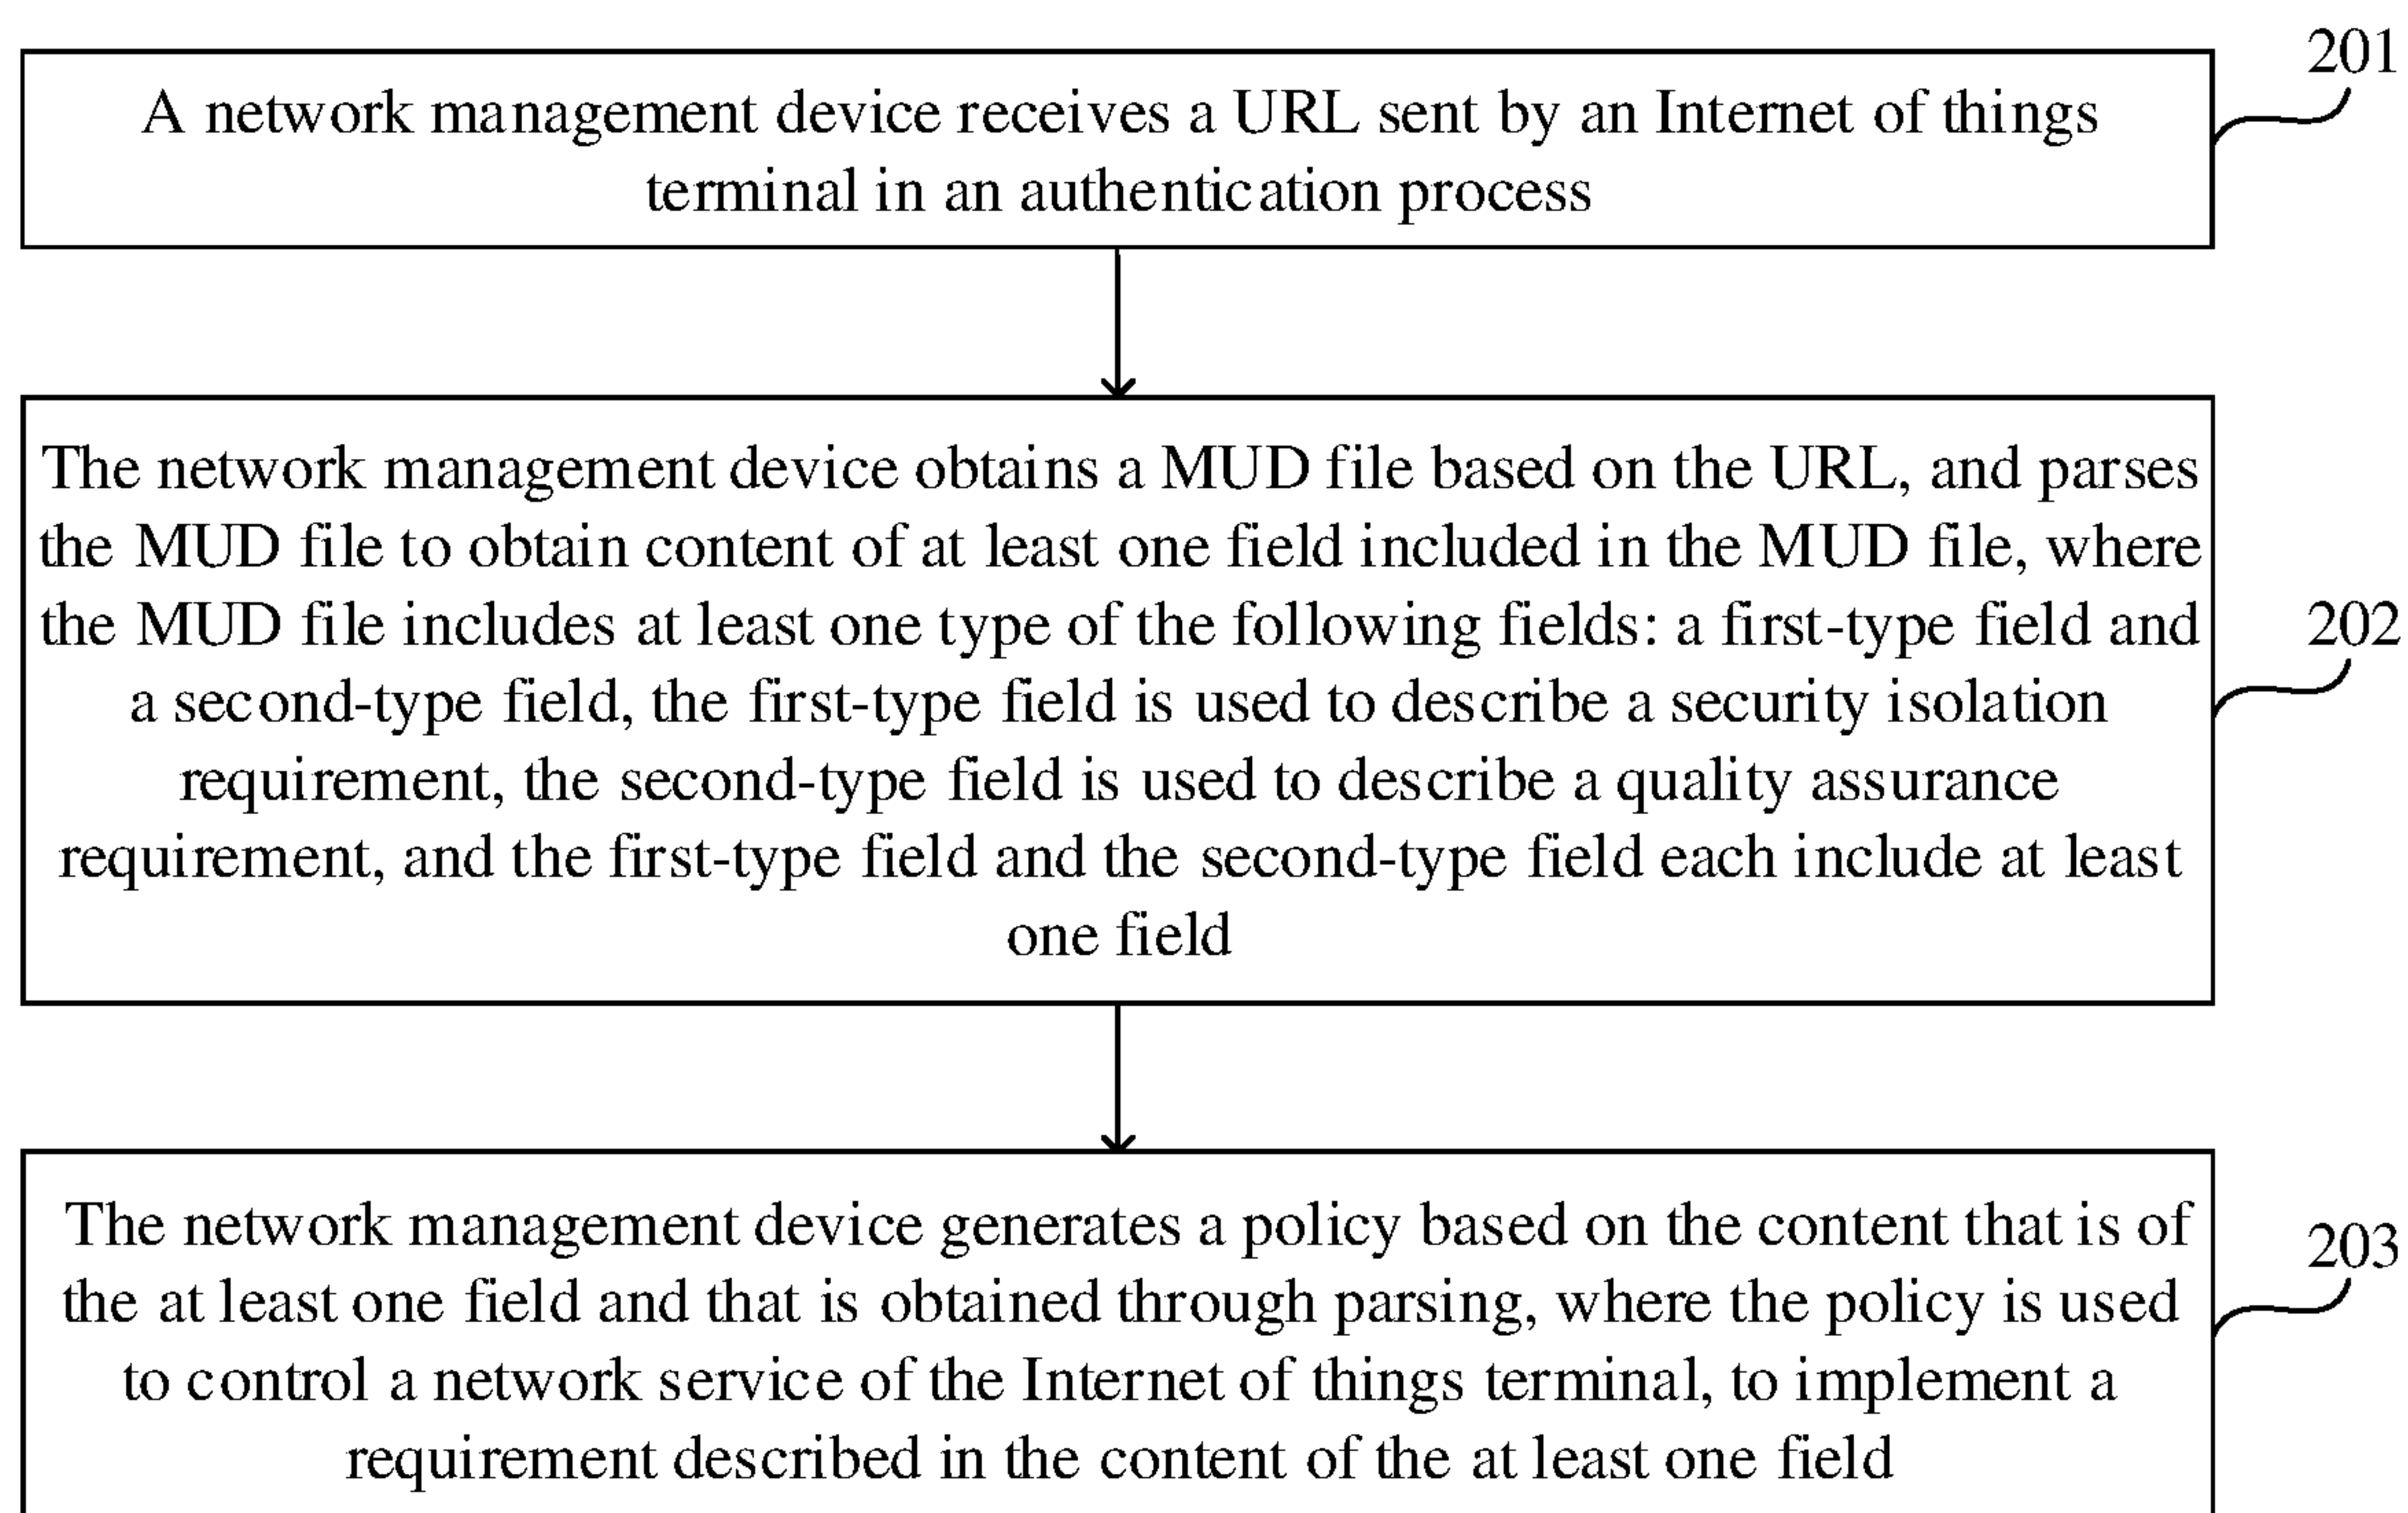 201
A network management device receives a URL sent by an Internet of things
terminal in an authentication process
The network management device obtains a MUD file based on the URL, and parses
the MUD file to obtain content of at least one field included in the MUD file, where
the MUD file includes at least one type of the following fields: a first-type field and
202
a second-type field, the first-type field is used to describe a security isolation
requirement, the second-type field is used to describe a quality assurance
requirement, and the first-type field and the second-type field each include at least
one field
The network management device generates a policy based on the content that is of
203
the at least one field and that is obtained through parsing, where the policy is used
to control a network service of the Internet of things terminal, to implement a
requirement described in the content of the at least one field